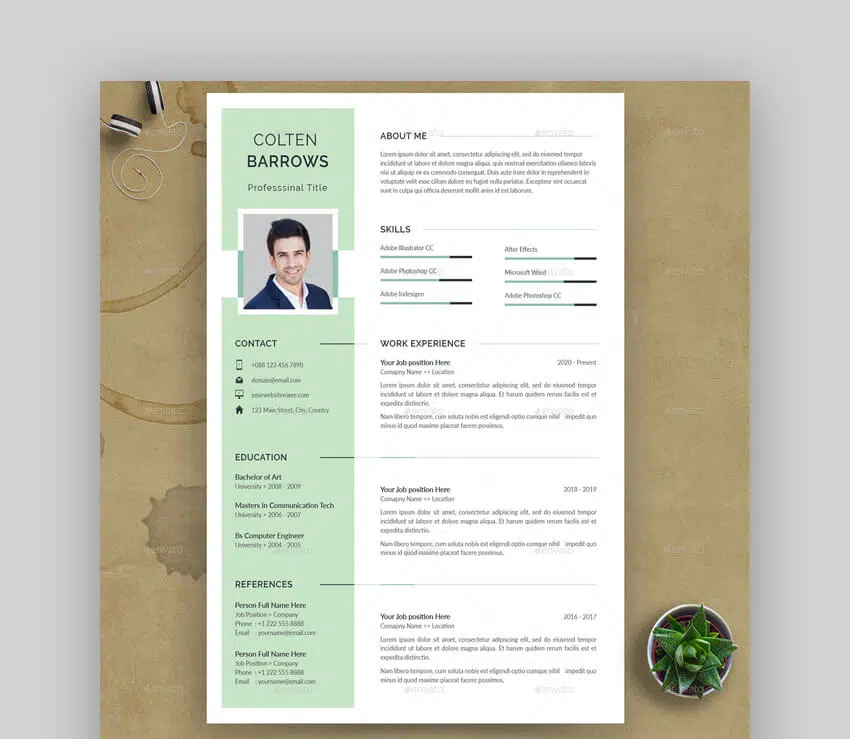 COLTEN
BARROWS
Professsinal Title
CONTACT
+088 123 456 7890
domain@email.com
yourwebsitename.com
123 Main Street, City, Country
EDUCATION
Bachelor of Art
University > 2008 - 2009
Masters In Communication Tech
University > 2006 - 2007
Bs Computer Engineer
University > 2004 - 2005
REFERENCES
Person Full Name Here
Job Position > Company
Phone : +1 222 555 8888
Email : yourname@email.com
Person Full Name Here
Job Position > Company
Phone : +1 222 555 8888
Email : yourname@email.com
ABOUT ME
Lorem ipsum dolor sit amet, consectetur adipiscing elit, sed do eiusmod tempor
incididunt ut labore et dolore magna aliqua. quis nostrud exercitation ullamco laboris
nisi ut aliquip ex ea commodo consequat. Duis aute irure dolor in reprehenderit in
voluptate velit esse cillum dolore eu fugiat nulla pariatur. Excepteur sint occaecat
sunt in culpa qui officia deserunt mollit anim id est laborum.
SKILLS
Adobe Illustrator CC
Adobe Photoshop CC
Adobe Indesigen
After Effects
Microsoft Word
Adobe Photoshop CC
WORK EXPERIENCE
Your Job position Here 2020 - Present
Comapny Name >> Location
Lorem ipsum dolor sit amet, consectetur adipiscing elit, sed do eiusmod tempor
incididunt ut labore et dolore magna aliqua. Et harum quidem rerum facilis est et
expedita distinctio.
Nam libero tempore, cum soluta nobis est eligendi optio cumque nihil impedit quo
minus id quod maxime placeat facere possimus,
Your Job position Here 2018 - 2019
Comapny Name >> Location
Lorem ipsum dolor sit amet, consectetur adipiscing elit, sed do eiusmod tempor
incididunt ut labore et dolore magna aliqua. Et harum quidem rerum facilis est et
expedita distinctio.
Nam libero tempore, cum soluta nobis est eligendi optio cumque nihil impedit quo
minus id quod maxime placeat facere possimus,
Your Job position Here 2016 - 2017
Comapny Name >> Location
Lorem ipsum dolor sit amet, consectetur adipiscing elit, sed do eiusmod tempor
incididunt ut labore et dolore magna aliqua. Et harum quidem rerum facilis est et
expedita distinctio.
Nam libero tempore, cum soluta nobis est eligendi optio cumque nihil impedit quo
minus id quod maxime placeat facere possimus,
envato